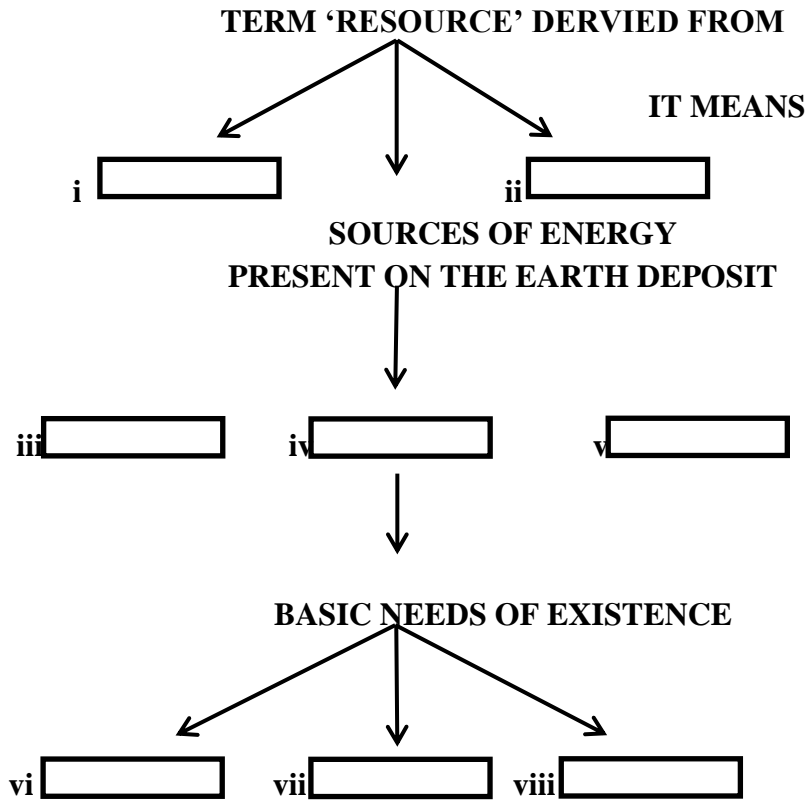 TERM ‘RESOURCE’ DERVIED FROM
IT MEANS
i
ii
SOURCES OF ENERGY
PRESENT ON THE EARTH DEPOSIT
iii
iv
v
BASIC NEEDS OF EXISTENCE
vi
vii
viii